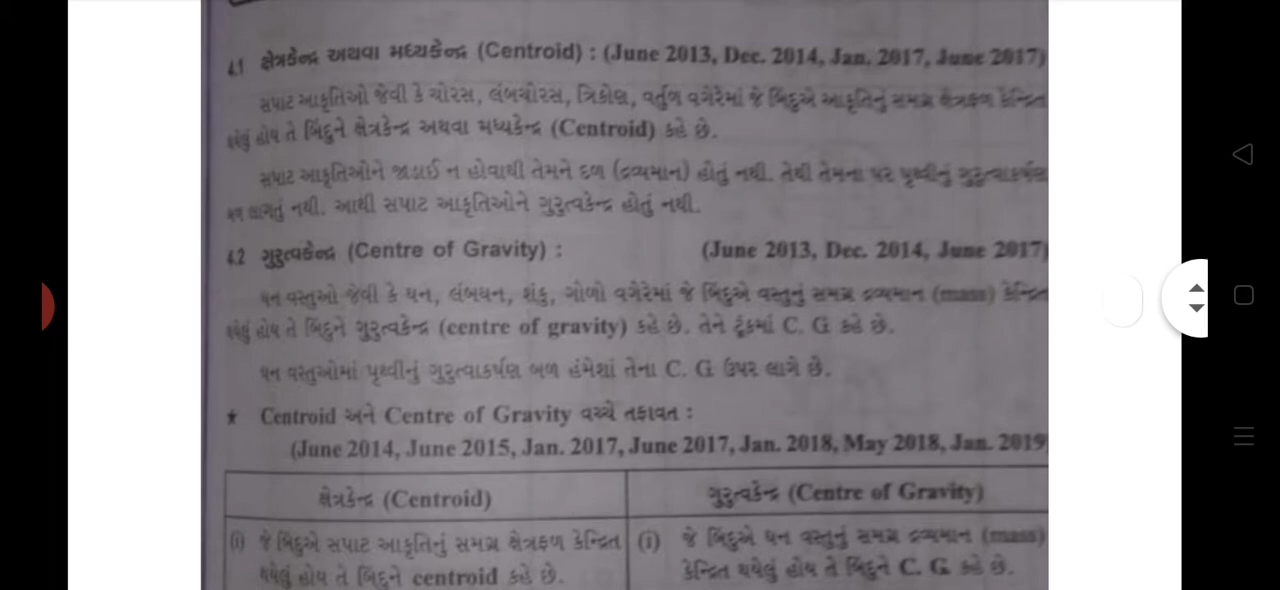 4.1 ક્ષેત્રકેન્દ્ર અથવા મધ્યકેન્દ્ર (Centroid) : (June 2013, Dec. 2014, Jan. 2017, June 2017)
સપાટ આકૃતિઓ જેવી કે ચોરસ, લંબચોરસ, ત્રિકોણ, વર્તુળ વગેરેમાં જે બિંદુએ આકૃતિનું સમગ્ર ક્ષેત્રફળ કેન્દ્રિત
થયેલું હોય તે બિંદુને ક્ષેત્રકેન્દ્ર અથવા મધ્યકેન્દ્ર (Centroid) કહે છે.
સપાટ આકૃતિઓને જાડાઈ ન હોવાથી તેમને દળ (દ્રવ્યમાન) હોતું નથી. તેથી તેમના પર પૃથ્વીનું ગુરુત્વાકર્ષણ
બળ લાગતું નથી. આથી સપાટ આકૃતિઓને ગુરુત્વકેન્દ્ર હોતું નથી.
4.2 ગુરુત્વકેન્દ્ર (Centre of Gravity) : (June 2013, Dec. 2014, June 2017)
ઘન વસ્તુઓ જેવી કે ઘન, લંબઘન, શંકુ, ગોળો વગેરેમાં જે બિંદુએ વસ્તુનું સમગ્ર દ્રવ્યમાન (mass) કેન્દ્રિત
થયેલું હોય તે બિંદુને ગુરુત્વકેન્દ્ર (centre of gravity) કહે છે. તેને ટૂંકમાં C. G કહે છે.
ઘન વસ્તુઓમાં પૃથ્વીનું ગુરુત્વાકર્ષણ બળ હંમેશાં તેના C. G ઉપર લાગે છે.
★ Centroid અને Centre of Gravity વચ્ચે તફાવત :
(June 2014, June 2015, Jan. 2017, June 2017, Jan. 2018, May 2018, Jan. 2019
ક્ષેત્રકેન્દ્ર (Centroid)
ગુરુત્વકેન્દ્ર (Centre of Gravity)
(i) જે બિંદુએ સપાટ આકૃતિનું સમગ્ર ક્ષેત્રફળ કેન્દ્રિત
થયેલું હોય તે બિંદુને centroid કહે છે.
(i) જે બિંદુએ ઘન વસ્તુનું સમગ્ર દ્રવ્યમાન (mass)
કેન્દ્રિત થયેલું હોય તે બિંદુને C. G. કહે છે.